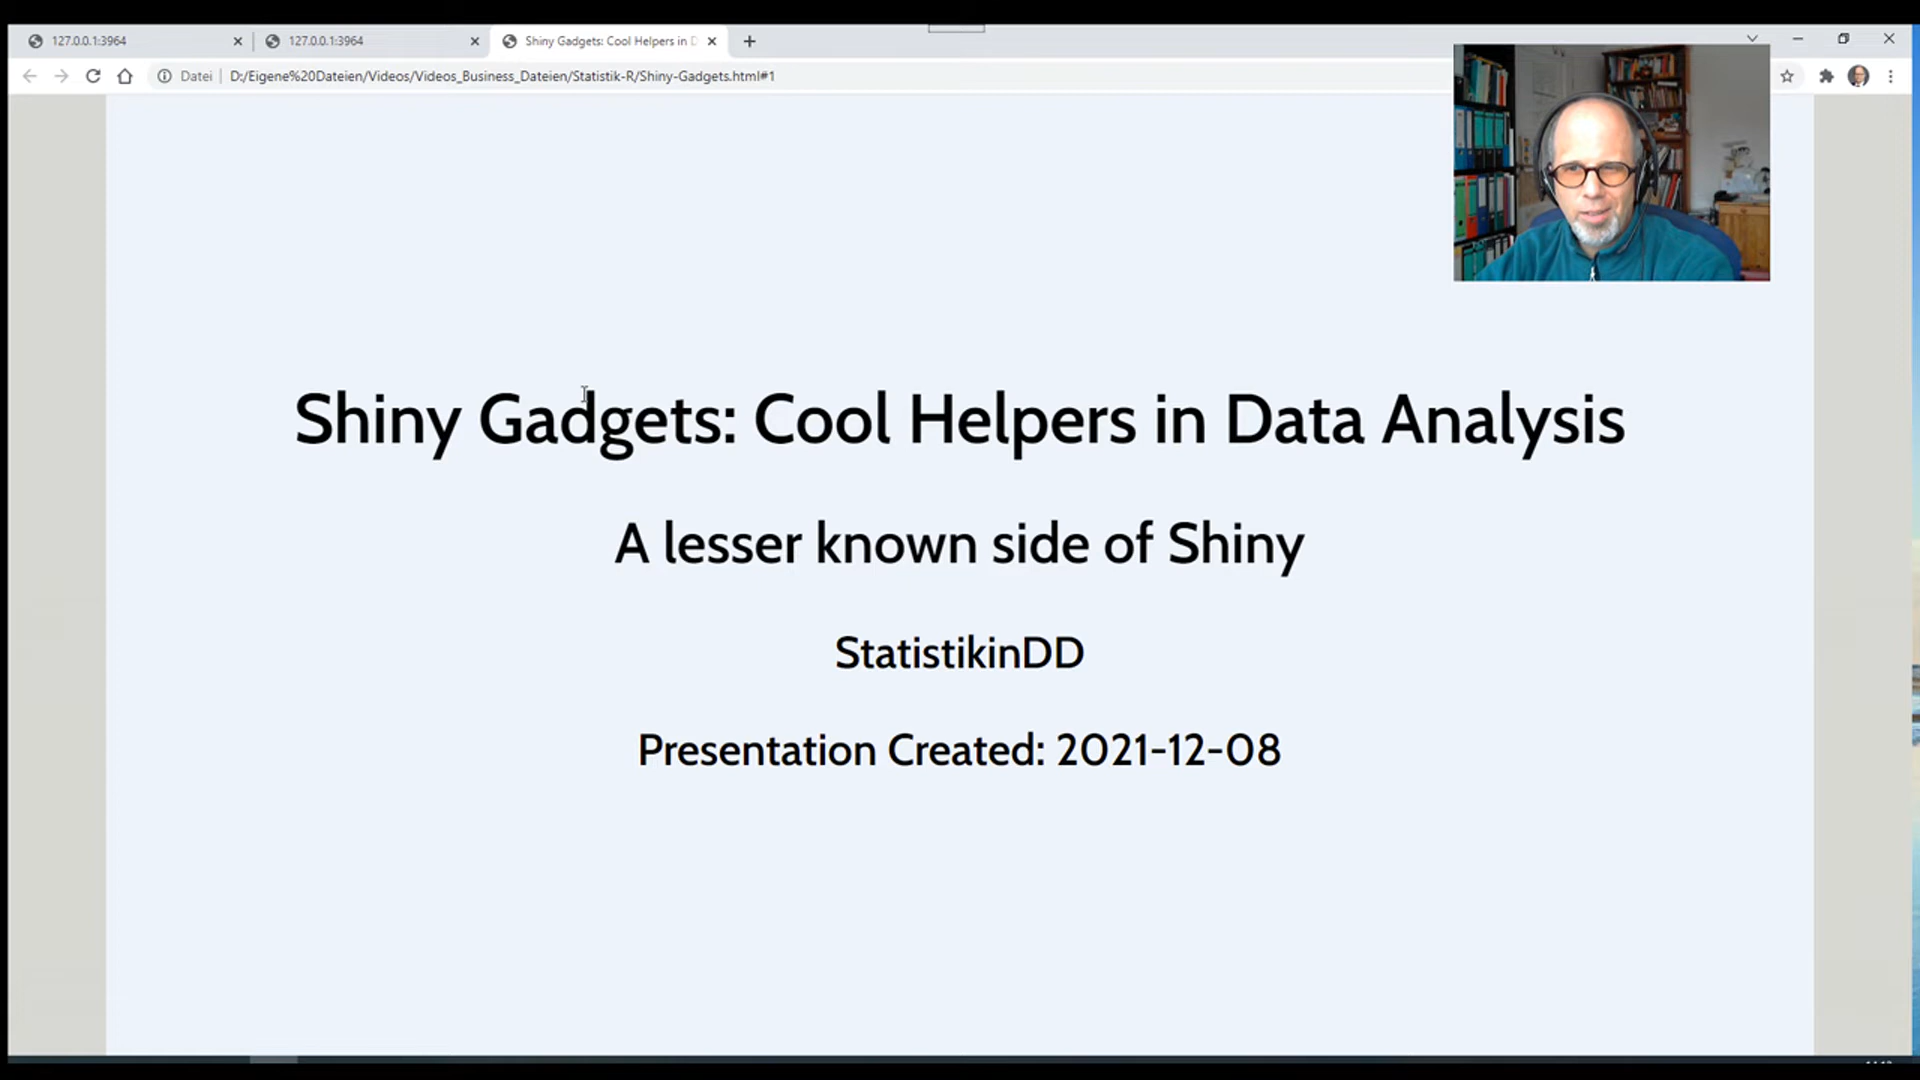 127.0.0.1:3964
127.0.0.1:3964
Shiny Gadgets: Cool Helpers in D
Datei
D:/Eigene%20Dateien/Videos/Videos_Business_Dateien/Statistik-R/Shiny-Gadgets.html#1
Shiny Gadgets: Cool Helpers in Data Analysis
A lesser known side of Shiny
StatistikinDD
Presentation Created: 2021-12-08